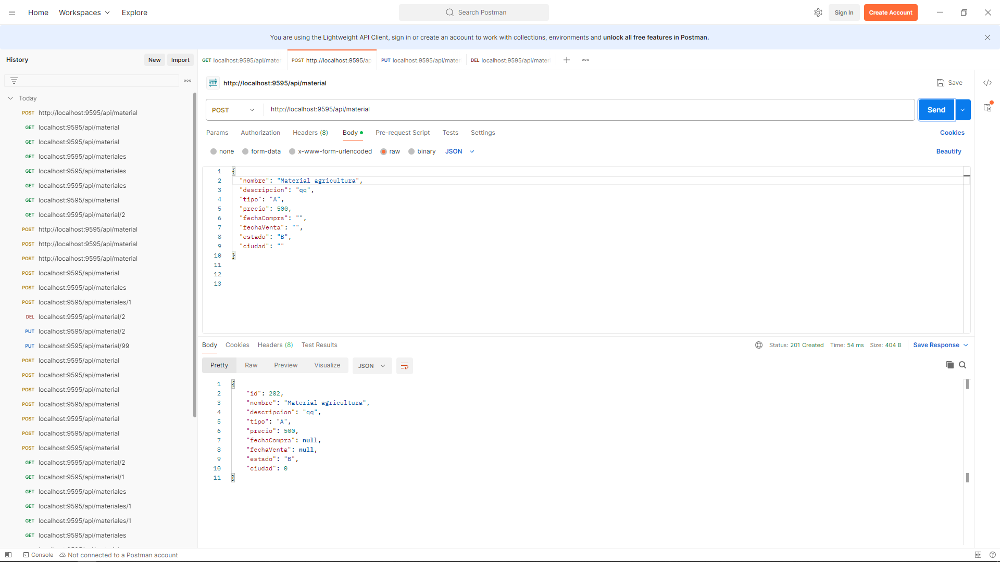 Home
Workspaces
Explore
Search Postman
Sign In
Create Account
You are using the Lightweight API Client, sign in or create an account to work with collections, environments and unlock all free features in Postman.
History
New
Import
Today
POST http://localhost:9595/api/material
GET localhost:9595/api/material
GET localhost:9595/api/material
GET localhost:9595/api/materiales
GET localhost:9595/api/materiales
GET localhost:9595/api/materiales
GET localhost:9595/api/material
GET localhost:9595/api/material/2
POST http://localhost:9595/api/material
POST http://localhost:9595/api/material
POST http://localhost:9595/api/material
POST localhost:9595/api/material
POST localhost:9595/api/materiales
POST localhost:9595/api/materiales/1
DEL localhost:9595/api/material/2
PUT localhost:9595/api/material/2
PUT localhost:9595/api/material/99
POST localhost:9595/api/material
POST localhost:9595/api/material
POST localhost:9595/api/material
POST localhost:9595/api/material
POST localhost:9595/api/material
POST localhost:9595/api/material
POST localhost:9595/api/material
GET localhost:9595/api/material/2
GET localhost:9595/api/material/1
GET localhost:9595/api/materiales
GET localhost:9595/api/materiales/1
GET localhost:9595/api/materiales/1
GET localhost:9595/api/materiales
GET localhost:9595/api/mater
POST http://localhost:9595/ap
PUT localhost:9595/api/mater
DEL localhost:9595/api/mater
HTTP http://localhost:9595/api/material
Save
POST
http://localhost:9595/api/material
Send
Params
Authorization
Headers (8)
Body
Pre-request Script
Tests
Settings
Cookies
none
form-data
x-www-form-urlencoded
raw
binary
JSON
Beautify
1 {
2 "nombre": "Material agricultura",
3 "descripcion": "qq",
4 "tipo": "A",
5 "precio": 500,
6 "fechaCompra": "",
7 "fechaVenta": "",
8 "estado": "B",
9 "ciudad": ""
10 }
11
12
13
Body
Cookies
Headers (8)
Test Results
Status: 201 Created
Time: 54 ms
Size: 404 B
Save Response
Pretty
Raw
Preview
Visualize
JSON
1 {
2 "id": 202,
3 "nombre": "Material agricultura",
4 "descripcion": "qq",
5 "tipo": "A",
6 "precio": 500,
7 "fechaCompra": null,
8 "fechaVenta": null,
9 "estado": "B",
10 "ciudad": 0
11 }
Console
Not connected to a Postman account